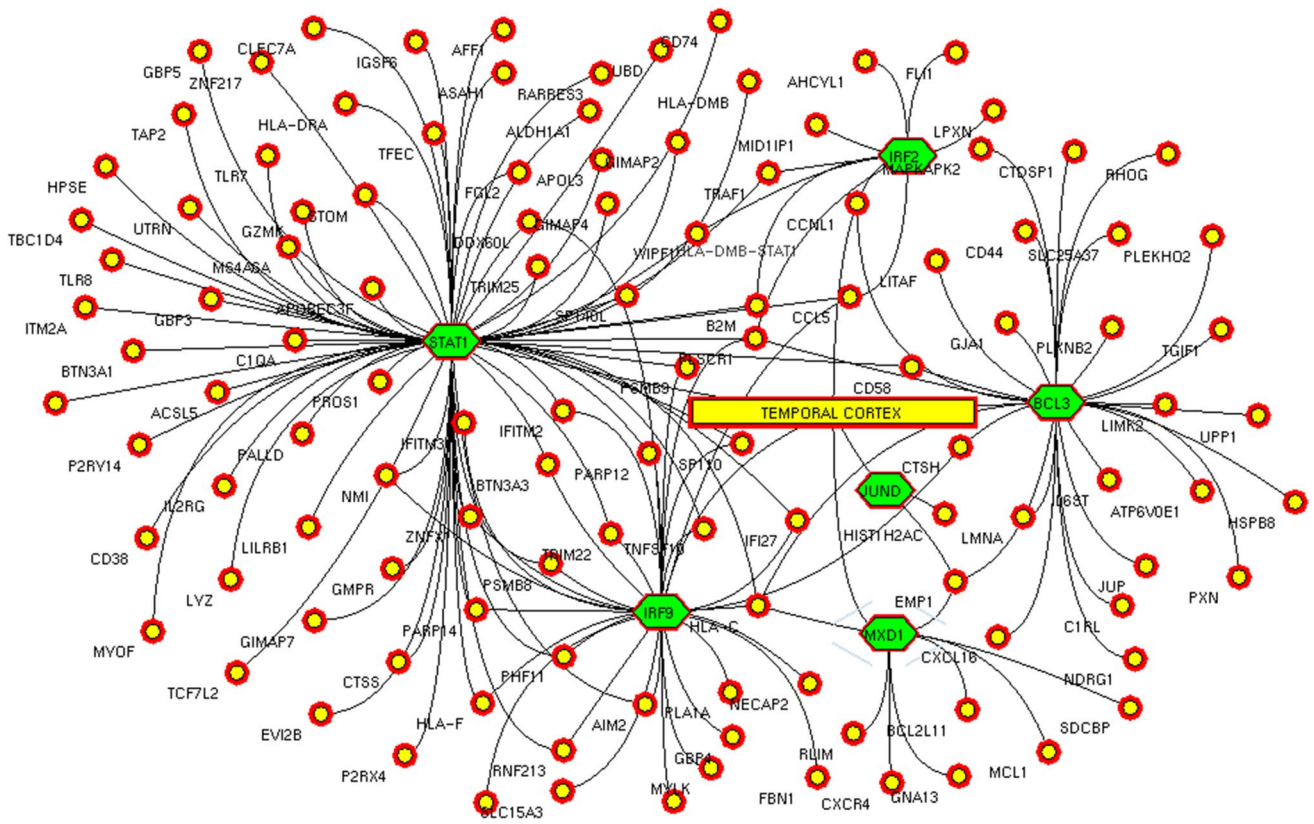 CLEC7A
IGSF6
AFF1
CD74
GBP5
ZNF217
ASAH1
RARRES3
UBD
AHCYL1
FLI1
TAP2
HLA-DRA
TFEC
ALDH1A1
HLA-DMB
LPXN
HPSE
TLR7
FGL2
APOL3
GIMAP2
MID1IP1
IRF2
MAPKAPK2
CTDSP1
RHOG
TBC1D4
UTRN
GZMK
STOM
DDX60L
GIMAP4
TRAF1
CCNL1
TLR8
MS4A6A
TRIM25
WIPF1
HLA-DMB-STAT1
CD44
SLC25A37
PLEKHO2
ITM2A
GBP3
APOBEC3F
SP140L
B2M
CCL5
LITAF
BTN3A1
C1QA
STAT1
PLSCR1
GJA1
PLXNB2
TGIF1
ACSL5
PROS1
PSMB9
CD58
P2RY14
PALLD
IFITM3
IFITM2
TEMPORAL CORTEX
BCL3
LIMK2
UPP1
IL2RG
NMI
BTN3A3
PARP12
SP110
CTSH
JUND
IL6ST
ATP6V0E1
HSPB8
CD38
LILRB1
ZNFX1
TRIM22
TNFSF10
IFI27
HIST1H2AC
LMNA
LYZ
GMPR
PSMB8
IRF9
EMP1
JUP
PXN
MYOF
GIMAP7
PARP14
HLA-C
MXD1
C1RL
TCF7L2
CTSS
PHF11
CXCL16
NDRG1
EVI2B
HLA-F
AIM2
PLA1A
NECAP2
BCL2L11
SDCBP
P2RX4
RNF213
GBP4
RLIM
MCL1
SLC15A3
MYLK
FBN1
CXCR4
GNA13